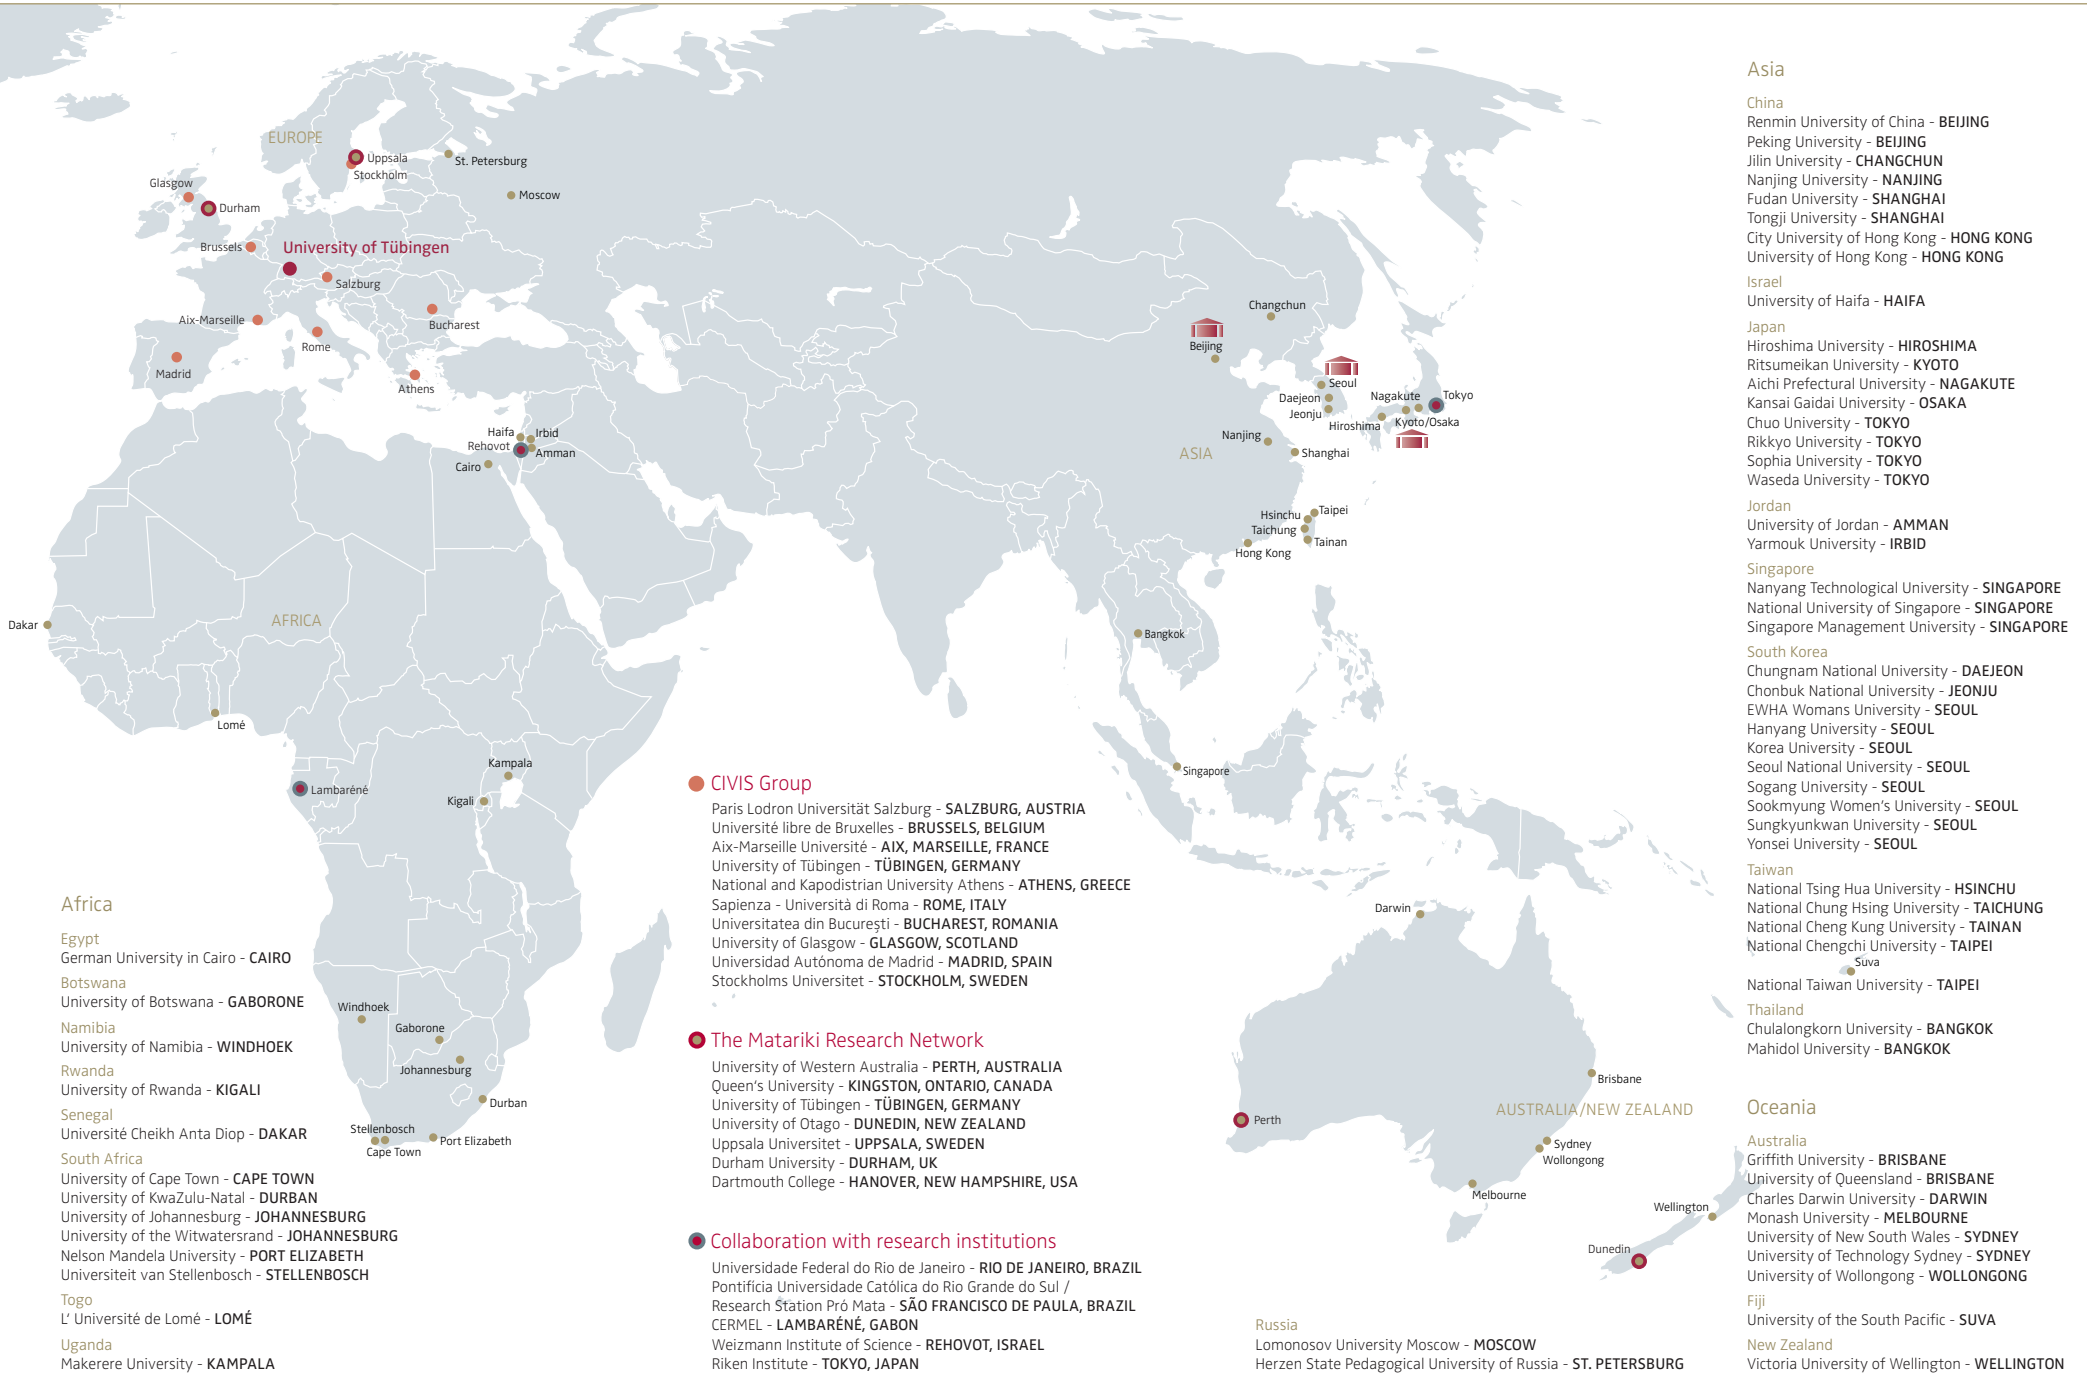 EUROPE
Uppsala
Stockholm
St. Petersburg
Moscow
Glasgow
Durham
Brussels
University of Tübingen
Salzburg
Aix-Marseille
Bucharest
Rome
Madrid
Athens
Haifa
Irbid
Rehovot
Amman
Cairo
Changchun
Beijing
Seoul
Daejeon
Jeonju
Nagakute
Tokyo
Hiroshima
Kyoto/Osaka
Nanjing
ASIA
Shanghai
Hsinchu
Taipei
Taichung
Tainan
Hong Kong
Bangkok
Singapore
Dakar
AFRICA
Lomé
Kampala
Lambaréné
Kigali
Windhoek
Gaborone
Johannesburg
Durban
Stellenbosch
Port Elizabeth
Cape Town
Darwin
Suva
Brisbane
AUSTRALIA/NEW ZEALAND
Perth
Sydney
Wollongong
Melbourne
Wellington
Dunedin
Africa
Egypt
German University in Cairo - CAIRO
Botswana
University of Botswana - GABORONE
Namibia
University of Namibia - WINDHOEK
Rwanda
University of Rwanda - KIGALI
Senegal
Université Cheikh Anta Diop - DAKAR
South Africa
University of Cape Town - CAPE TOWN
University of KwaZulu-Natal - DURBAN
University of Johannesburg - JOHANNESBURG
University of the Witwatersrand - JOHANNESBURG
Nelson Mandela University - PORT ELIZABETH
Universiteit van Stellenbosch - STELLENBOSCH
Togo
L' Université de Lomé - LOMÉ
Uganda
Makerere University - KAMPALA
CIVIS Group
Paris Lodron Universität Salzburg - SALZBURG, AUSTRIA
Université libre de Bruxelles - BRUSSELS, BELGIUM
Aix-Marseille Université - AIX, MARSEILLE, FRANCE
University of Tübingen - TÜBINGEN, GERMANY
National and Kapodistrian University Athens - ATHENS, GREECE
Sapienza - Università di Roma - ROME, ITALY
Universitatea din București - BUCHAREST, ROMANIA
University of Glasgow - GLASGOW, SCOTLAND
Universidad Autónoma de Madrid - MADRID, SPAIN
Stockholms Universitet - STOCKHOLM, SWEDEN
The Matariki Research Network
University of Western Australia - PERTH, AUSTRALIA
Queen's University - KINGSTON, ONTARIO, CANADA
University of Tübingen - TÜBINGEN, GERMANY
University of Otago - DUNEDIN, NEW ZEALAND
Uppsala Universitet - UPPSALA, SWEDEN
Durham University - DURHAM, UK
Dartmouth College - HANOVER, NEW HAMPSHIRE, USA
Collaboration with research institutions
Universidade Federal do Rio de Janeiro - RIO DE JANEIRO, BRAZIL
Pontifícia Universidade Católica do Rio Grande do Sul /
Research Station Pró Mata - SÃO FRANCISCO DE PAULA, BRAZIL
CERMEL - LAMBARÉNÉ, GABON
Weizmann Institute of Science - REHOVOT, ISRAEL
Riken Institute - TOKYO, JAPAN
Russia
Lomonosov University Moscow - MOSCOW
Herzen State Pedagogical University of Russia - ST. PETERSBURG
Asia
China
Renmin University of China - BEIJING
Peking University - BEIJING
Jilin University - CHANGCHUN
Nanjing University - NANJING
Fudan University - SHANGHAI
Tongji University - SHANGHAI
City University of Hong Kong - HONG KONG
University of Hong Kong - HONG KONG
Israel
University of Haifa - HAIFA
Japan
Hiroshima University - HIROSHIMA
Ritsumeikan University - KYOTO
Aichi Prefectural University - NAGAKUTE
Kansai Gaidai University - OSAKA
Chuo University - TOKYO
Rikkyo University - TOKYO
Sophia University - TOKYO
Waseda University - TOKYO
Jordan
University of Jordan - AMMAN
Yarmouk University - IRBID
Singapore
Nanyang Technological University - SINGAPORE
National University of Singapore - SINGAPORE
Singapore Management University - SINGAPORE
South Korea
Chungnam National University - DAEJEON
Chonbuk National University - JEONJU
EWHA Womans University - SEOUL
Hanyang University - SEOUL
Korea University - SEOUL
Seoul National University - SEOUL
Sogang University - SEOUL
Sookmyung Women's University - SEOUL
Sungkyunkwan University - SEOUL
Yonsei University - SEOUL
Taiwan
National Tsing Hua University - HSINCHU
National Chung Hsing University - TAICHUNG
National Cheng Kung University - TAINAN
National Chengchi University - TAIPEI
National Taiwan University - TAIPEI
Thailand
Chulalongkorn University - BANGKOK
Mahidol University - BANGKOK
Oceania
Australia
Griffith University - BRISBANE
University of Queensland - BRISBANE
Charles Darwin University - DARWIN
Monash University - MELBOURNE
University of New South Wales - SYDNEY
University of Technology Sydney - SYDNEY
University of Wollongong - WOLLONGONG
Fiji
University of the South Pacific - SUVA
New Zealand
Victoria University of Wellington - WELLINGTON